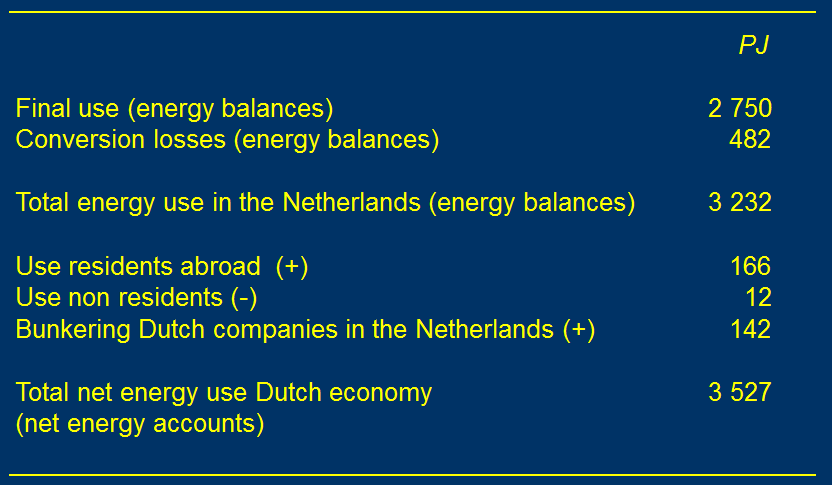 PJ
Final use (energy balances) 2 750
Conversion losses (energy balances) 482
Total energy use in the Netherlands (energy balances) 3 232
Use residents abroad (+) 166
Use non residents (-) 12
Bunkering Dutch companies in the Netherlands (+) 142
Total net energy use Dutch economy 3 527
(net energy accounts)